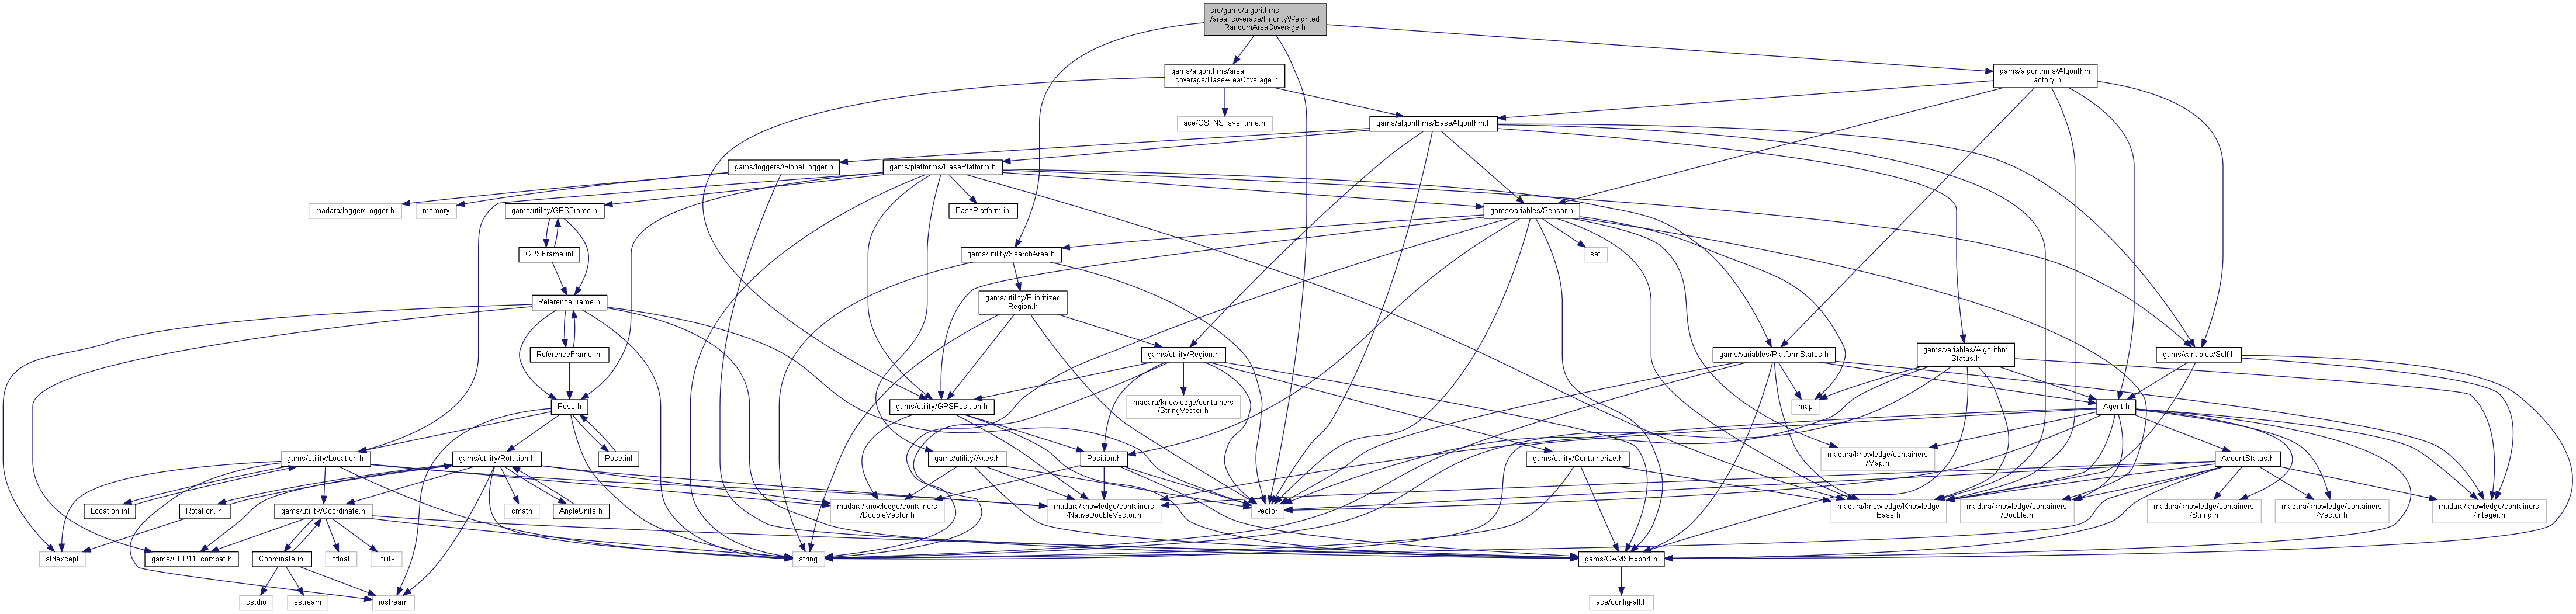 src/gams/algorithms
/area_coverage/PriorityWeighted
RandomAreaCoverage.h
gams/algorithms/area
_coverage/BaseAreaCoverage.h
gams/algorithms/Algorithm
Factory.h
ace/OS_NS_sys_time.h
gams/algorithms/BaseAlgorithm.h
gams/loggers/GlobalLogger.h
gams/platforms/BasePlatform.h
madara/logger/Logger.h
memory
gams/utility/GPSFrame.h
BasePlatform.inl
gams/variables/Sensor.h
GPSFrame.inl
gams/utility/SearchArea.h
set
ReferenceFrame.h
gams/utility/Prioritized
Region.h
ReferenceFrame.inl
gams/utility/Region.h
gams/variables/PlatformStatus.h
gams/variables/Algorithm
Status.h
gams/variables/Self.h
Pose.h
gams/utility/GPSPosition.h
madara/knowledge/containers
/StringVector.h
map
Agent.h
gams/utility/Location.h
gams/utility/Rotation.h
Pose.inl
gams/utility/Axes.h
Position.h
gams/utility/Containerize.h
madara/knowledge/containers
/Map.h
AccentStatus.h
Location.inl
Rotation.inl
gams/utility/Coordinate.h
cmath
AngleUnits.h
madara/knowledge/containers
/DoubleVector.h
madara/knowledge/containers
/NativeDoubleVector.h
vector
madara/knowledge/Knowledge
Base.h
madara/knowledge/containers
/Double.h
madara/knowledge/containers
/String.h
madara/knowledge/containers
/Vector.h
madara/knowledge/containers
/Integer.h
stdexcept
gams/CPP11_compat.h
Coordinate.inl
cfloat
utility
string
gams/GAMSExport.h
cstdio
sstream
iostream
ace/config-all.h